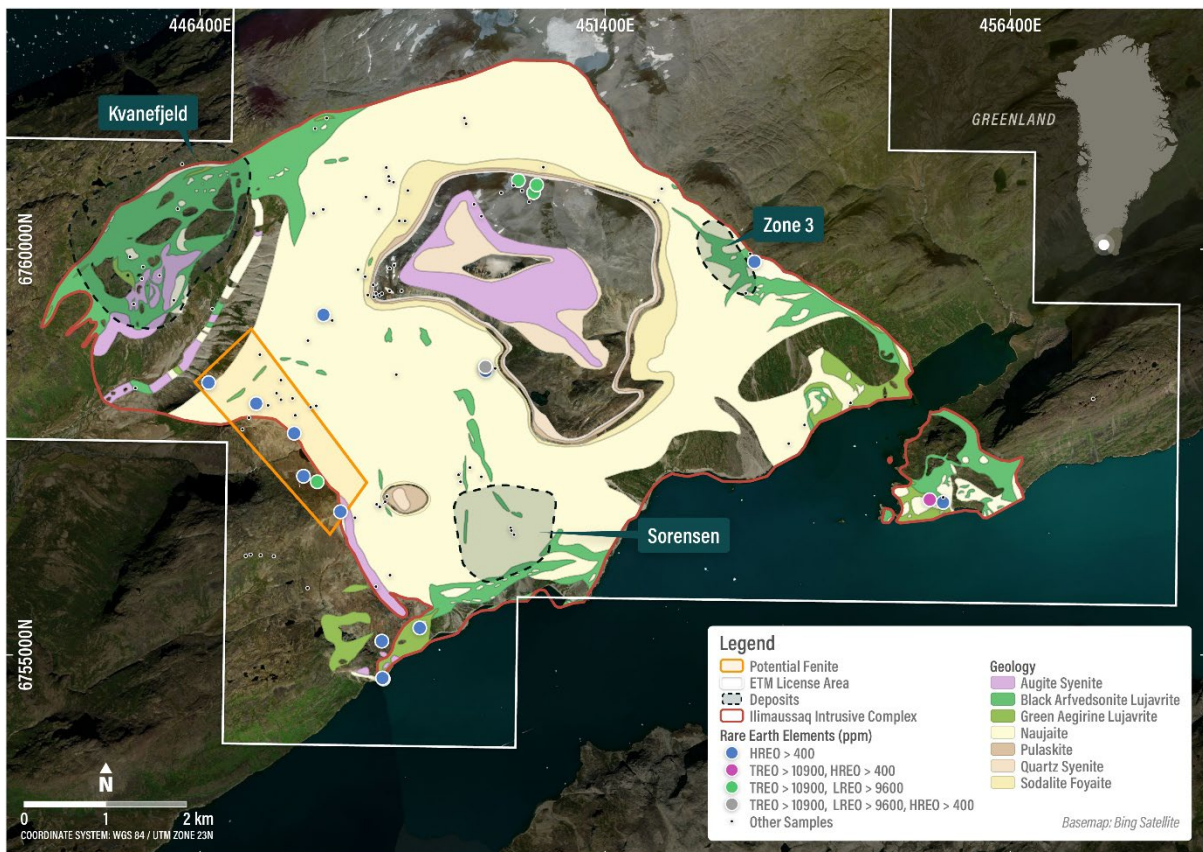 446400E
451400E
456400E
Kvanefjeld
GREENLAND
Zone 3
6760000N
Sorensen
6755000N
N
0
1
2 km
COORDINATE SYSTEM: WGS 84 / UTM ZONE 23N
Legend
Potential Fenite
ETM License Area
Deposits
Ilimaussaq Intrusive Complex
Rare Earth Elements (ppm)
HREO > 400
TREO > 10900, HREO > 400
TREO > 10900, LREO > 9600
TREO > 10900, LREO > 9600, HREO > 400
Other Samples
Geology
Augite Syenite
Black Arfvedsonite Lujavrite
Green Aegirine Lujavrite
Naujaite
Pulaskite
Quartz Syenite
Sodalite Foyaite
Basemap: Bing Satellite